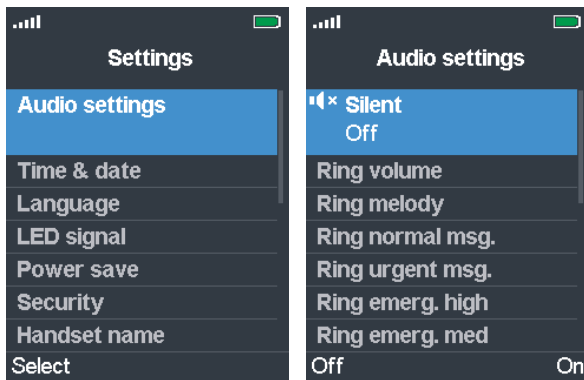 Settings
Audio settings
Time & date
Language
LED signal
Power save
Security
Handset name
Select
Audio settings
Silent
Off
Ring volume
Ring melody
Ring normal msg.
Ring urgent msg.
Ring emerg. high
Ring emerg. med
Off On